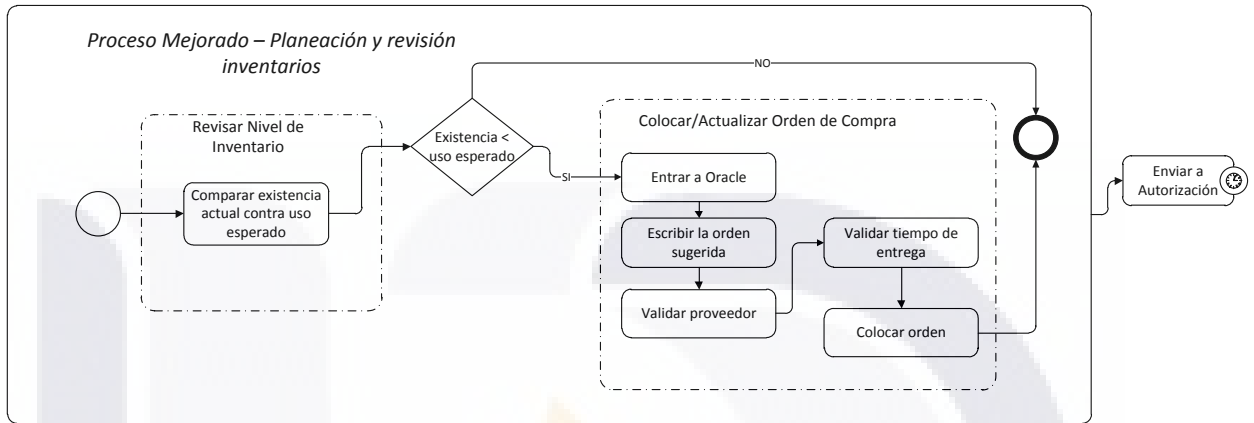 Proceso Mejorado – Planeación y revisión
inventarios
NO
Revisar Nivel de
Inventario
Colocar/Actualizar Orden de Compra
Existencia <
uso esperado
SI
Entrar a Oracle
Enviar a
Autorización
Comparar existencia
actual contra uso
esperado
Escribir la orden
sugerida
Validar tiempo de
entrega
Validar proveedor
Colocar orden